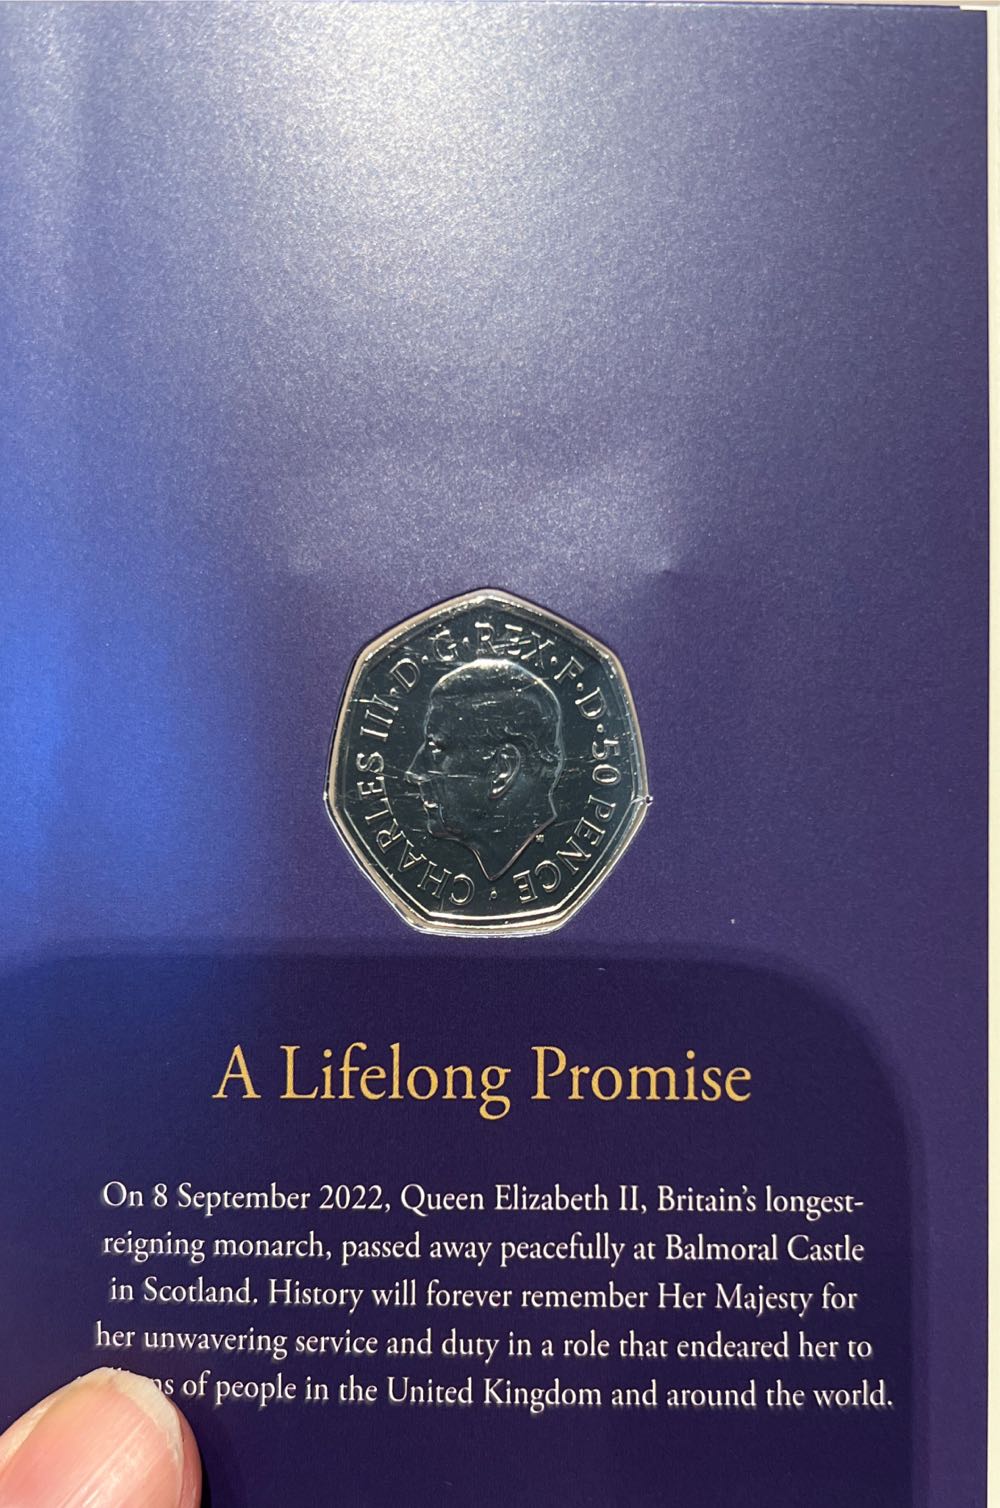 CHARLES III·D·G·REX·F·D·50 PENCE·
A Lifelong Promise
On 8 September 2022, Queen Elizabeth II, Britain's longest-
reigning monarch, passed away peacefully at Balmoral Castle
in Scotland. History will forever remember Her Majesty for
her unwavering service and duty in a role that endeared her to
of people in the United Kingdom and around the world.